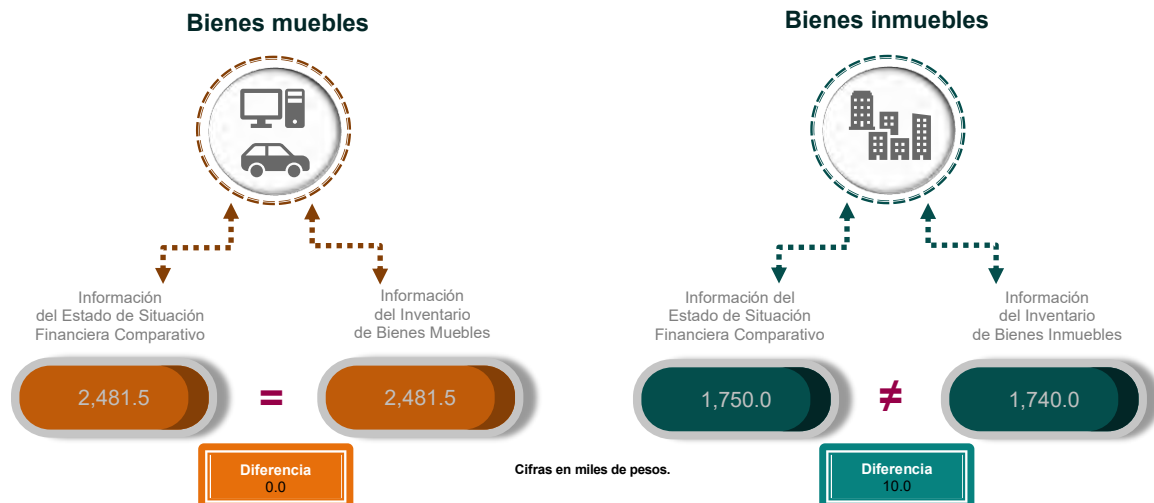 Bienes muebles
Información
del Estado de Situación
Financiera Comparativo
Información
del Inventario
de Bienes Muebles
2,481.5
=
2,481.5
Diferencia
0.0
Cifras en miles de pesos.
Bienes inmuebles
Información del
Estado de Situación
Financiera Comparativo
Información
del Inventario
de Bienes Inmuebles
1,750.0
≠
1,740.0
Diferencia
10.0